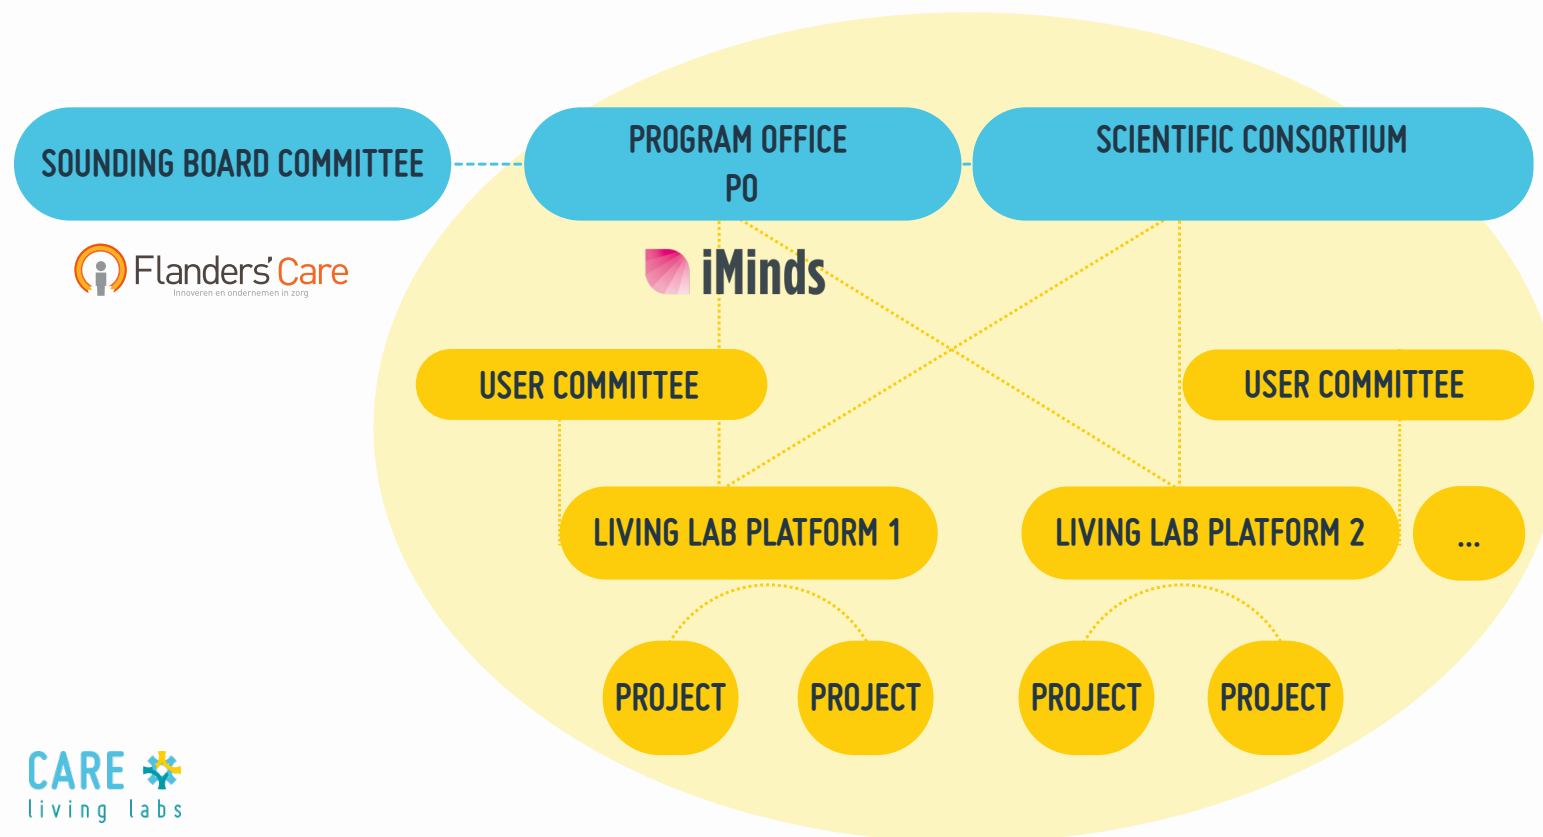 SOUNDING BOARD COMMITTEE
PROGRAM OFFICE
PO
SCIENTIFIC CONSORTIUM
Flanders' Care
Innoveren en ondernemen in zorg
iMinds
USER COMMITTEE
USER COMMITTEE
LIVING LAB PLATFORM 1
LIVING LAB PLATFORM 2
...
PROJECT
PROJECT
PROJECT
PROJECT
CARE
living labs